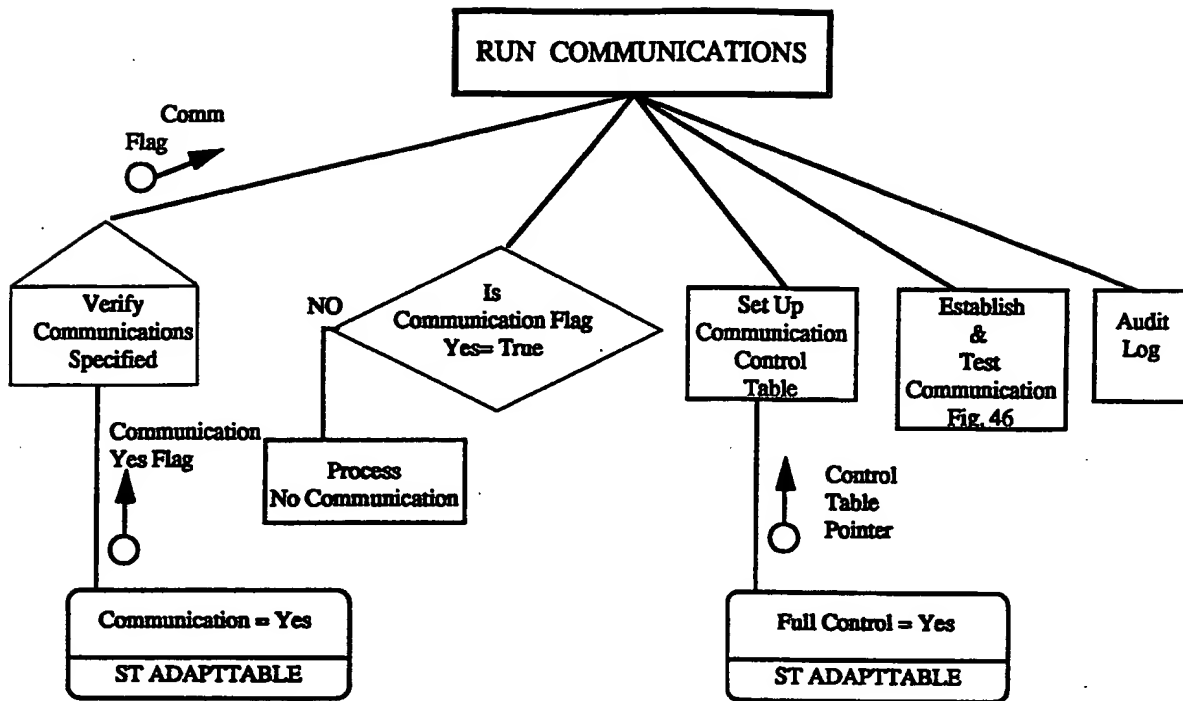 RUN COMMUNICATIONS
Comm
Flag
Verify
Communications
Specified
NO
Is
Communication Flag
Yes= True
Set Up
Communication
Control
Table
Establish
&
Test
Communication
Fig. 46
Audit
Log
Communication
Yes Flag
Process
No Communication
Control
Table
Pointer
Communication = Yes
ST ADAPTTABLE
Full Control = Yes
ST ADAPTTABLE